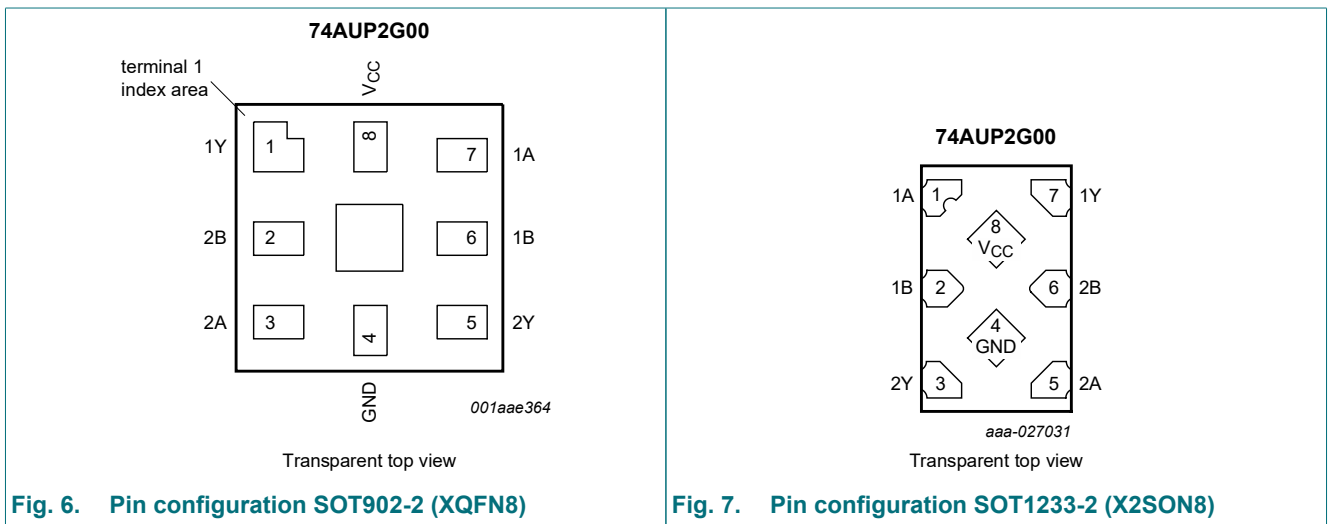 74AUP2G00
terminal 1
index area
VCC
1Y 1 8 7 1A
2B 2 6 1B
2A 3 4 5 2Y
GND
001aae364
Transparent top view
Fig. 6. Pin configuration SOT902-2 (XQFN8)
74AUP2G00
1A 1 7 1Y
8
VCC
1B 2 6 2B
4
GND
2Y 3 5 2A
aaa-027031
Transparent top view
Fig. 7. Pin configuration SOT1233-2 (X2SON8)